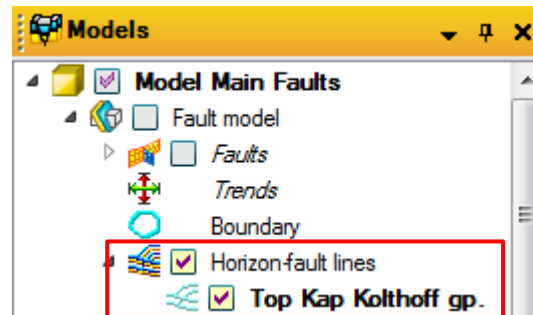 Models
Model Main Faults
Fault model
Faults
Trends
Boundary
Horizon-fault lines
Top Kap Kolthoff gp.